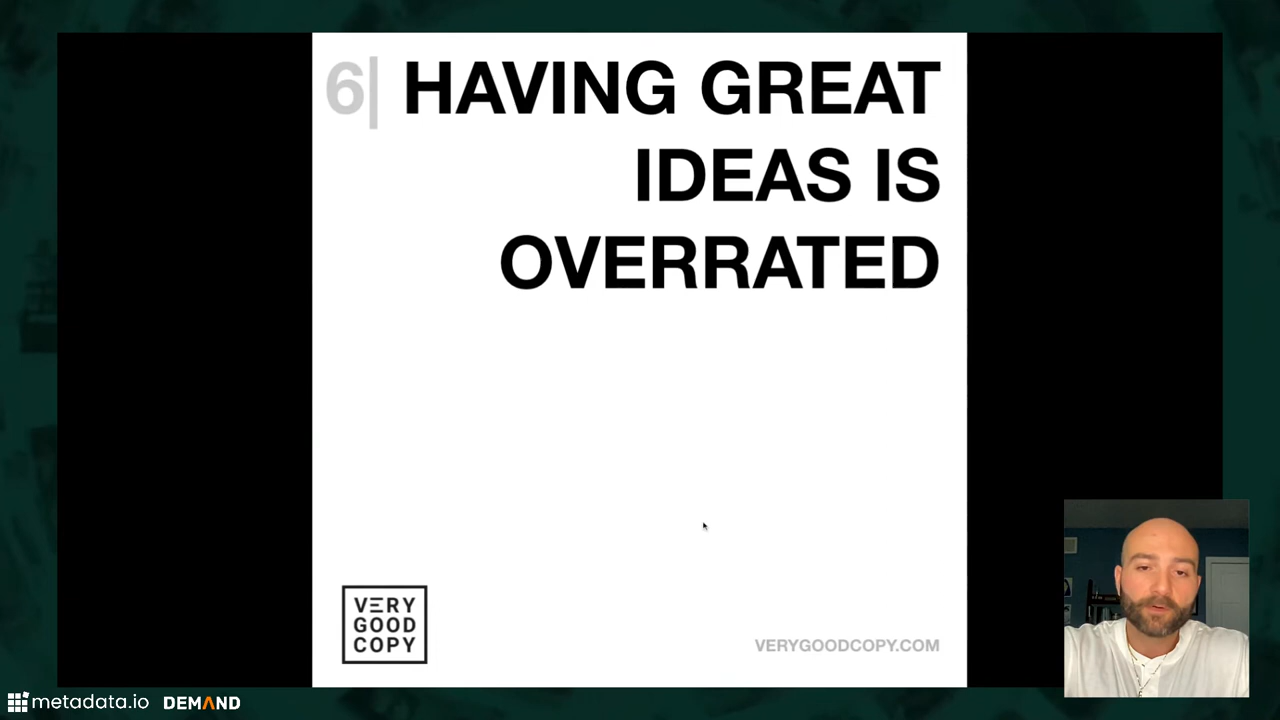 6| HAVING GREAT
IDEAS IS
OVERRATED
VERY
GOOD
COPY
VERYGOODCOPY.COM
metadata.io DEMAND